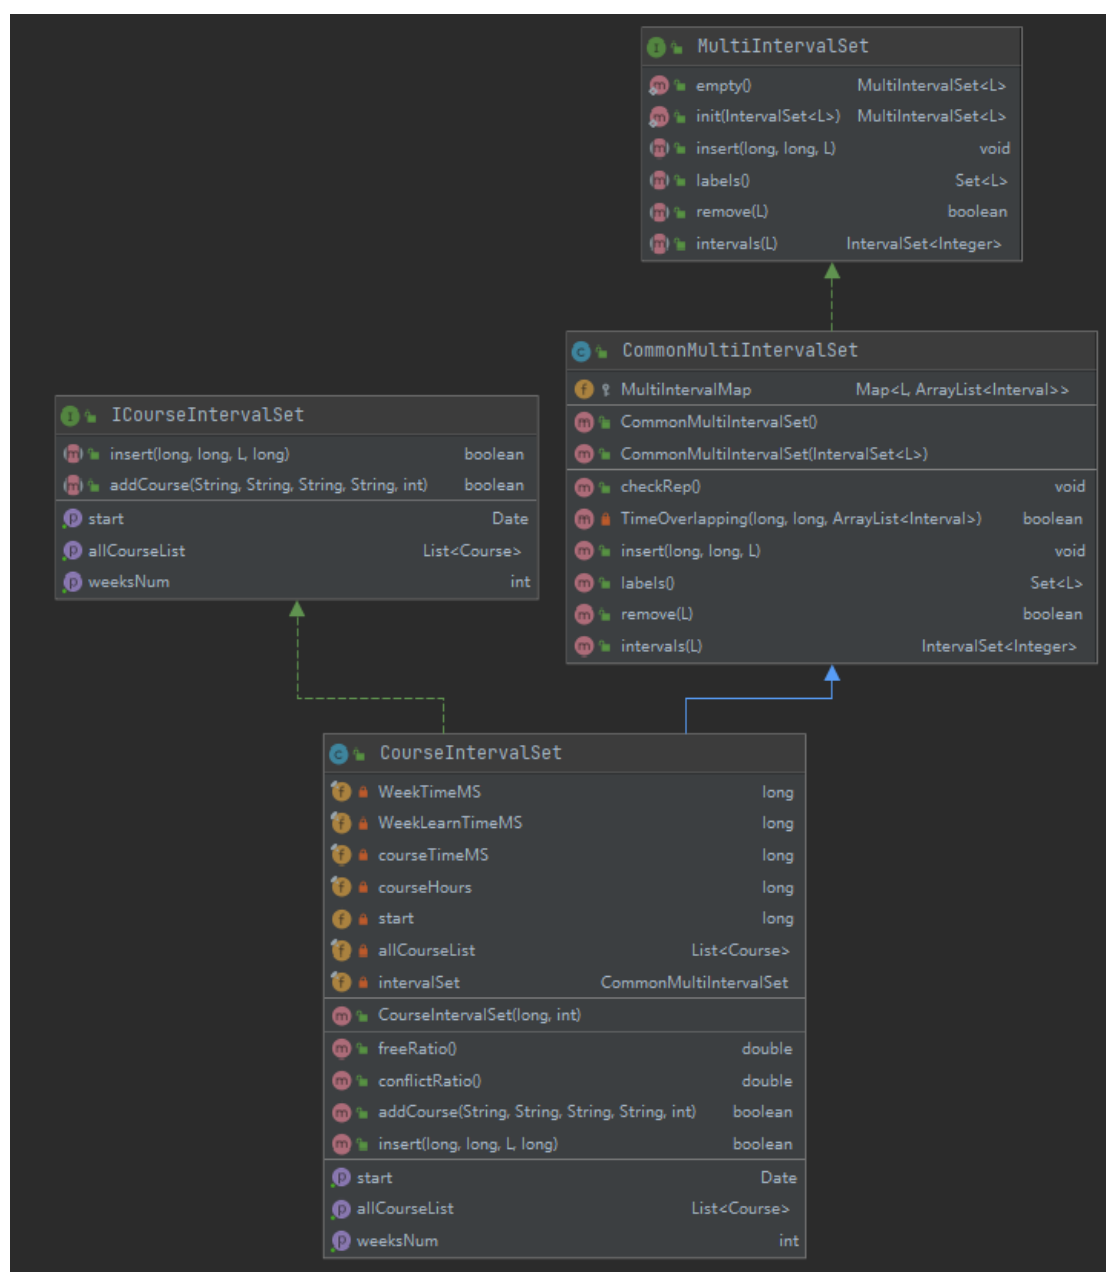 MultiIntervalSet
empty() MultiIntervalSet<L>
init(IntervalSet<L>) MultiIntervalSet<L>
insert(long, long, L) void
labels() Set<L>
remove(L) boolean
intervals(L) IntervalSet<Integer>
CommonMultiIntervalSet
MultiIntervalMap Map<L, ArrayList<Interval>>
CommonMultiIntervalSet()
CommonMultiIntervalSet(IntervalSet<L>)
checkRep() void
TimeOverlapping(long, long, ArrayList<Interval>) boolean
insert(long, long, L) void
labels() Set<L>
remove(L) boolean
intervals(L) IntervalSet<Integer>
ICourseIntervalSet
insert(long, long, L, long) boolean
addCourse(String, String, String, String, int) boolean
start Date
allCourseList List<Course>
weeksNum int
CourseIntervalSet
WeekTimeMS long
WeekLearnTimeMS long
courseTimeMS long
courseHours long
start long
allCourseList List<Course>
intervalSet CommonMultiIntervalSet
CourseIntervalSet(long, int)
freeRatio() double
conflictRatio() double
addCourse(String, String, String, String, int) boolean
insert(long, long, L, long) boolean
start Date
allCourseList List<Course>
weeksNum int